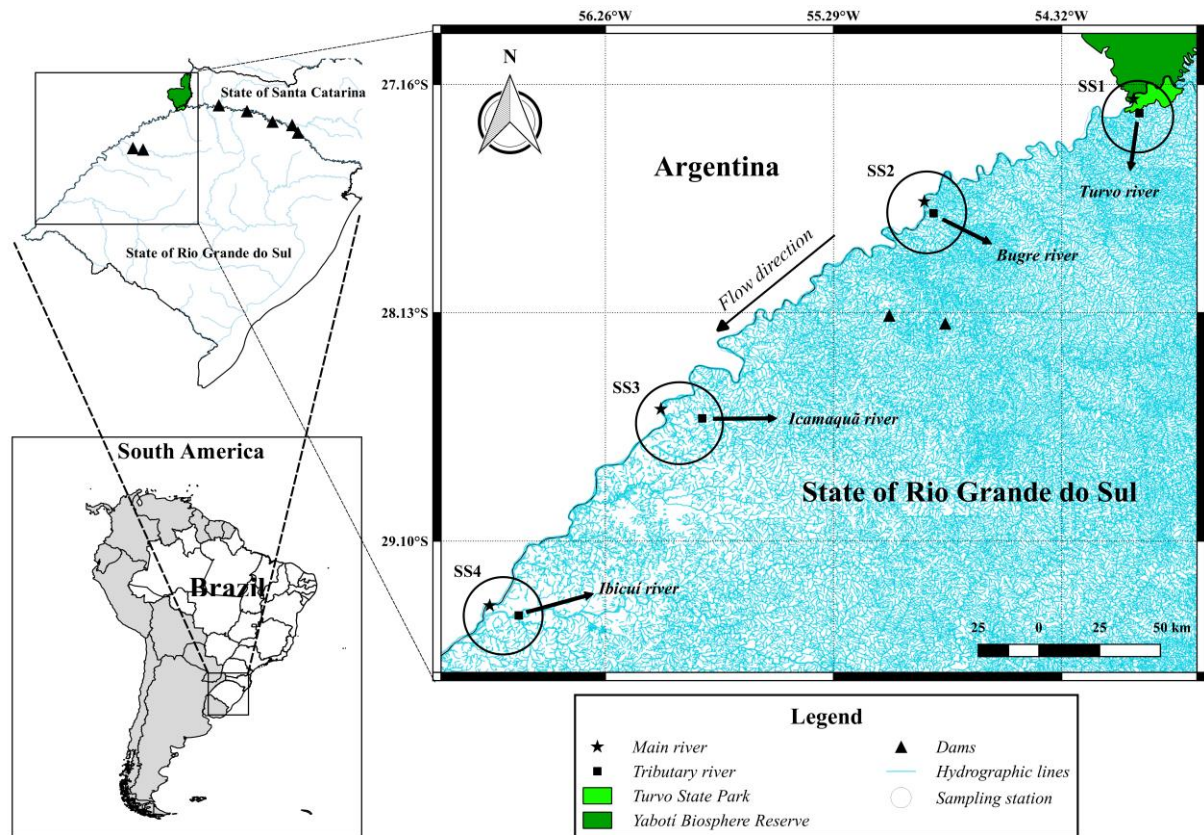 State of Santa Catarina
State of Rio Grande do Sul
South America
Brazil
56.26°W
55.29°W
54.32°W
27.16°S
28.13°S
29.10°S
N
Argentina
SS1
Turvo river
SS2
Bugre river
Flow direction
SS3
Icamaquã river
State of Rio Grande do Sul
SS4
Ibicuí river
25 0 25 50 km
Legend
Main river
Tributary river
Turvo State Park
Yabotí Biosphere Reserve
Dams
Hydrographic lines
Sampling station